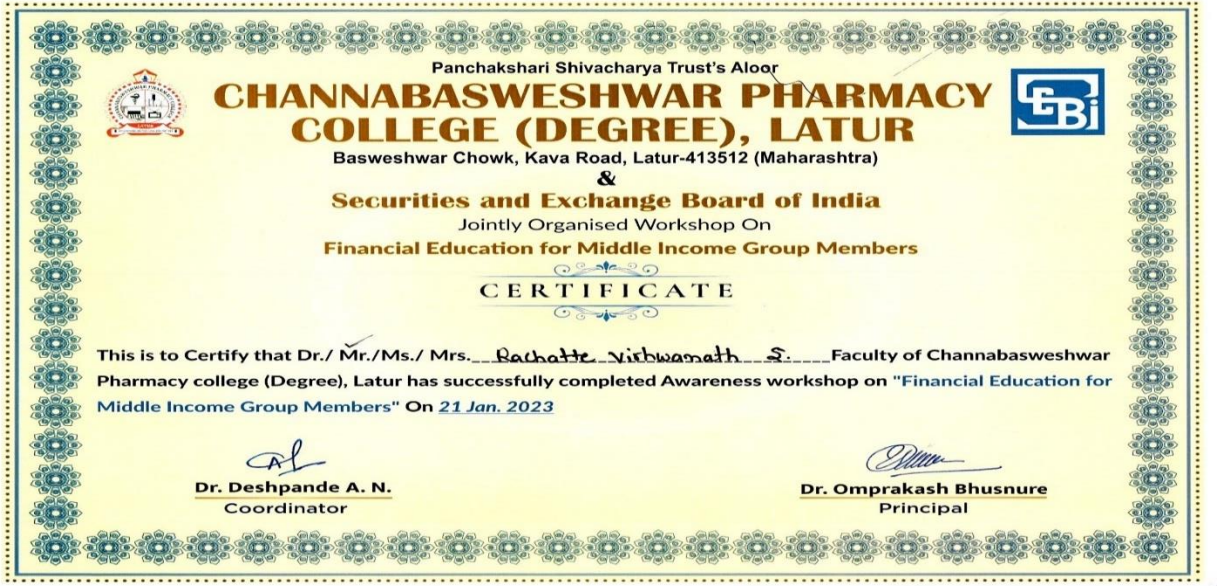 Panchakshari Shivacharya Trust's Aloor
CHANNABASWESHWAR PHARMACY
COLLEGE (DEGREE), LATUR
SEBI
Basweshwar Chowk, Kava Road, Latur-413512 (Maharashtra)
&
Securities and Exchange Board of India
Jointly Organised Workshop On
Financial Education for Middle Income Group Members
CERTIFICATE
This is to Certify that Dr./ Mr./Ms./ Mrs. Rachatte Vishwanath S. Faculty of Channabasweshwar
Pharmacy college (Degree), Latur has successfully completed Awareness workshop on "Financial Education for
Middle Income Group Members" On 21 Jan. 2023
Dr. Deshpande A. N.
Coordinator
Dr. Omprakash Bhusnure
Principal